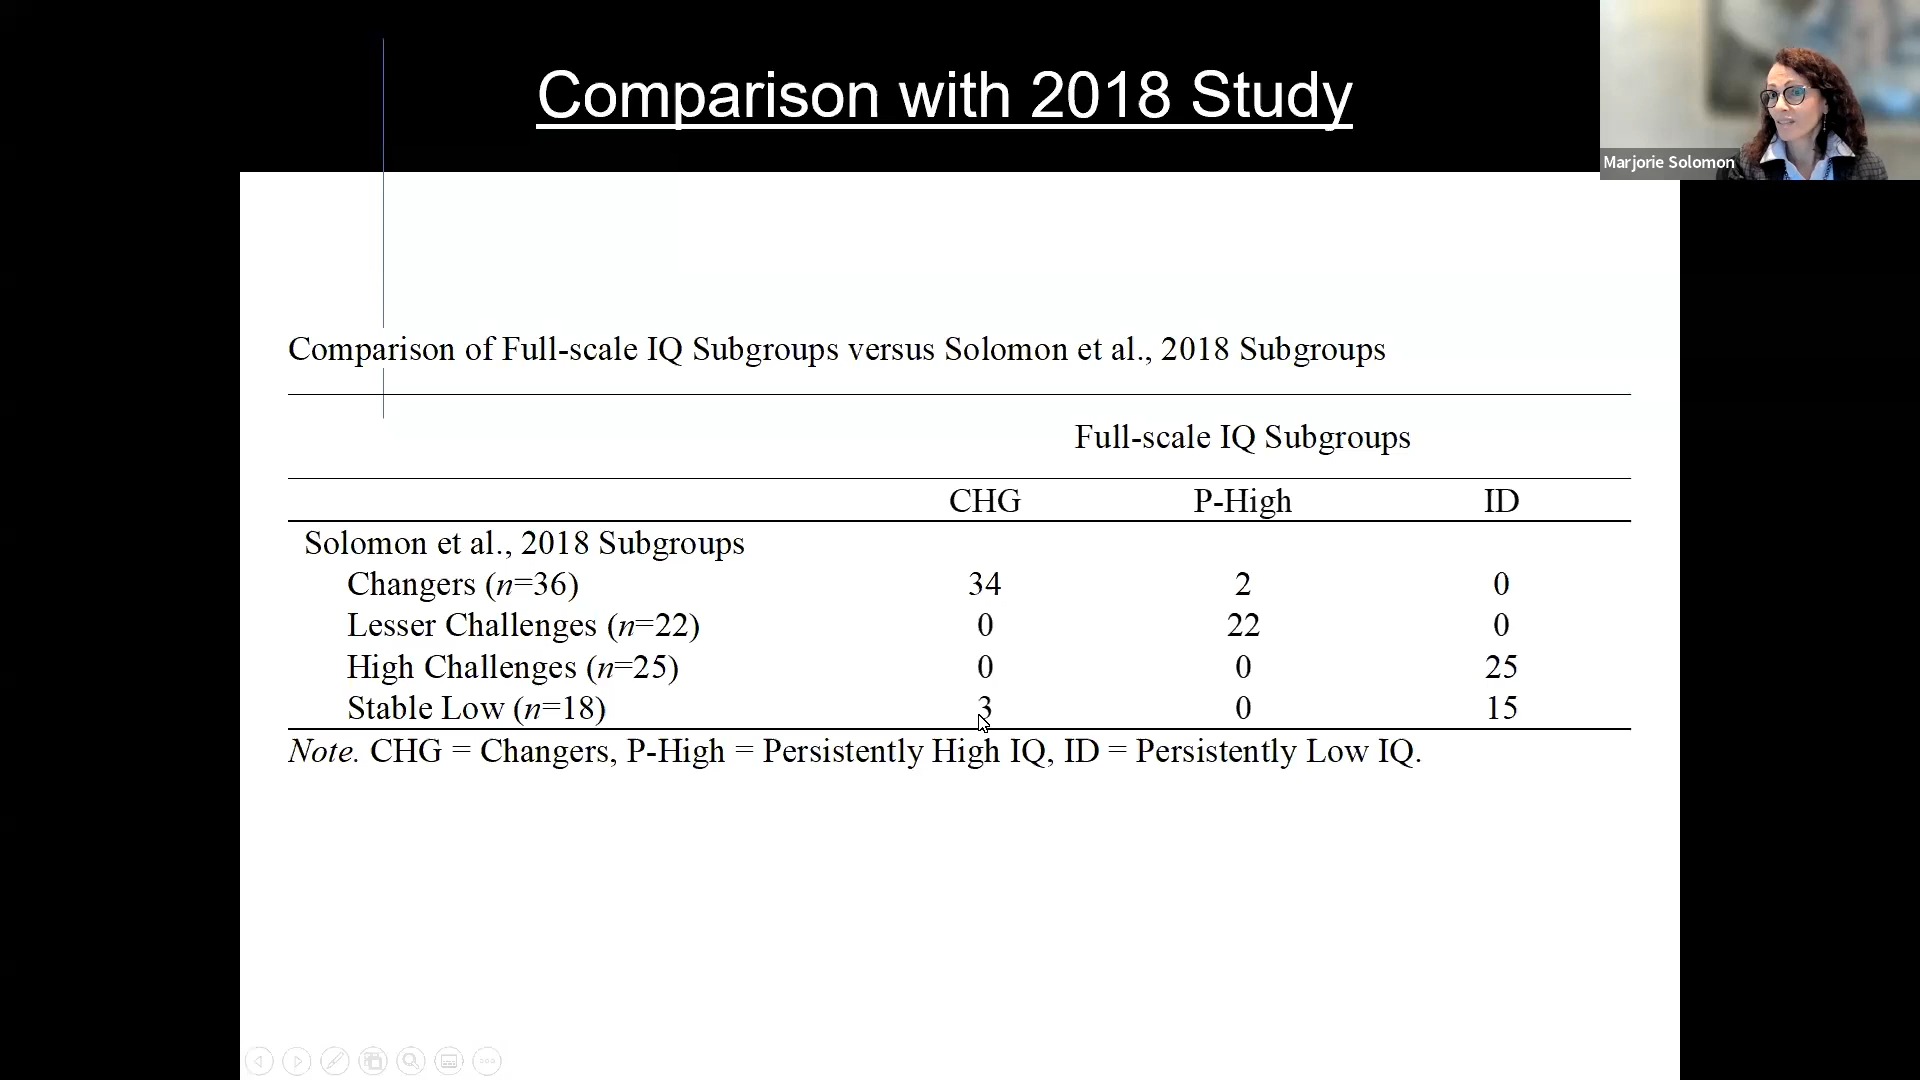 Comparison with 2018 Study
Marjorie Solomon
Comparison of Full-scale IQ Subgroups versus Solomon et al., 2018 Subgroups
Full-scale IQ Subgroups
CHG P-High ID
Solomon et al., 2018 Subgroups
Changers (n=36) 34 2 0
Lesser Challenges (n=22) 0 22 0
High Challenges (n=25) 0 0 25
Stable Low (n=18) 3 0 15
Note. CHG = Changers, P-High = Persistently High IQ, ID = Persistently Low IQ.